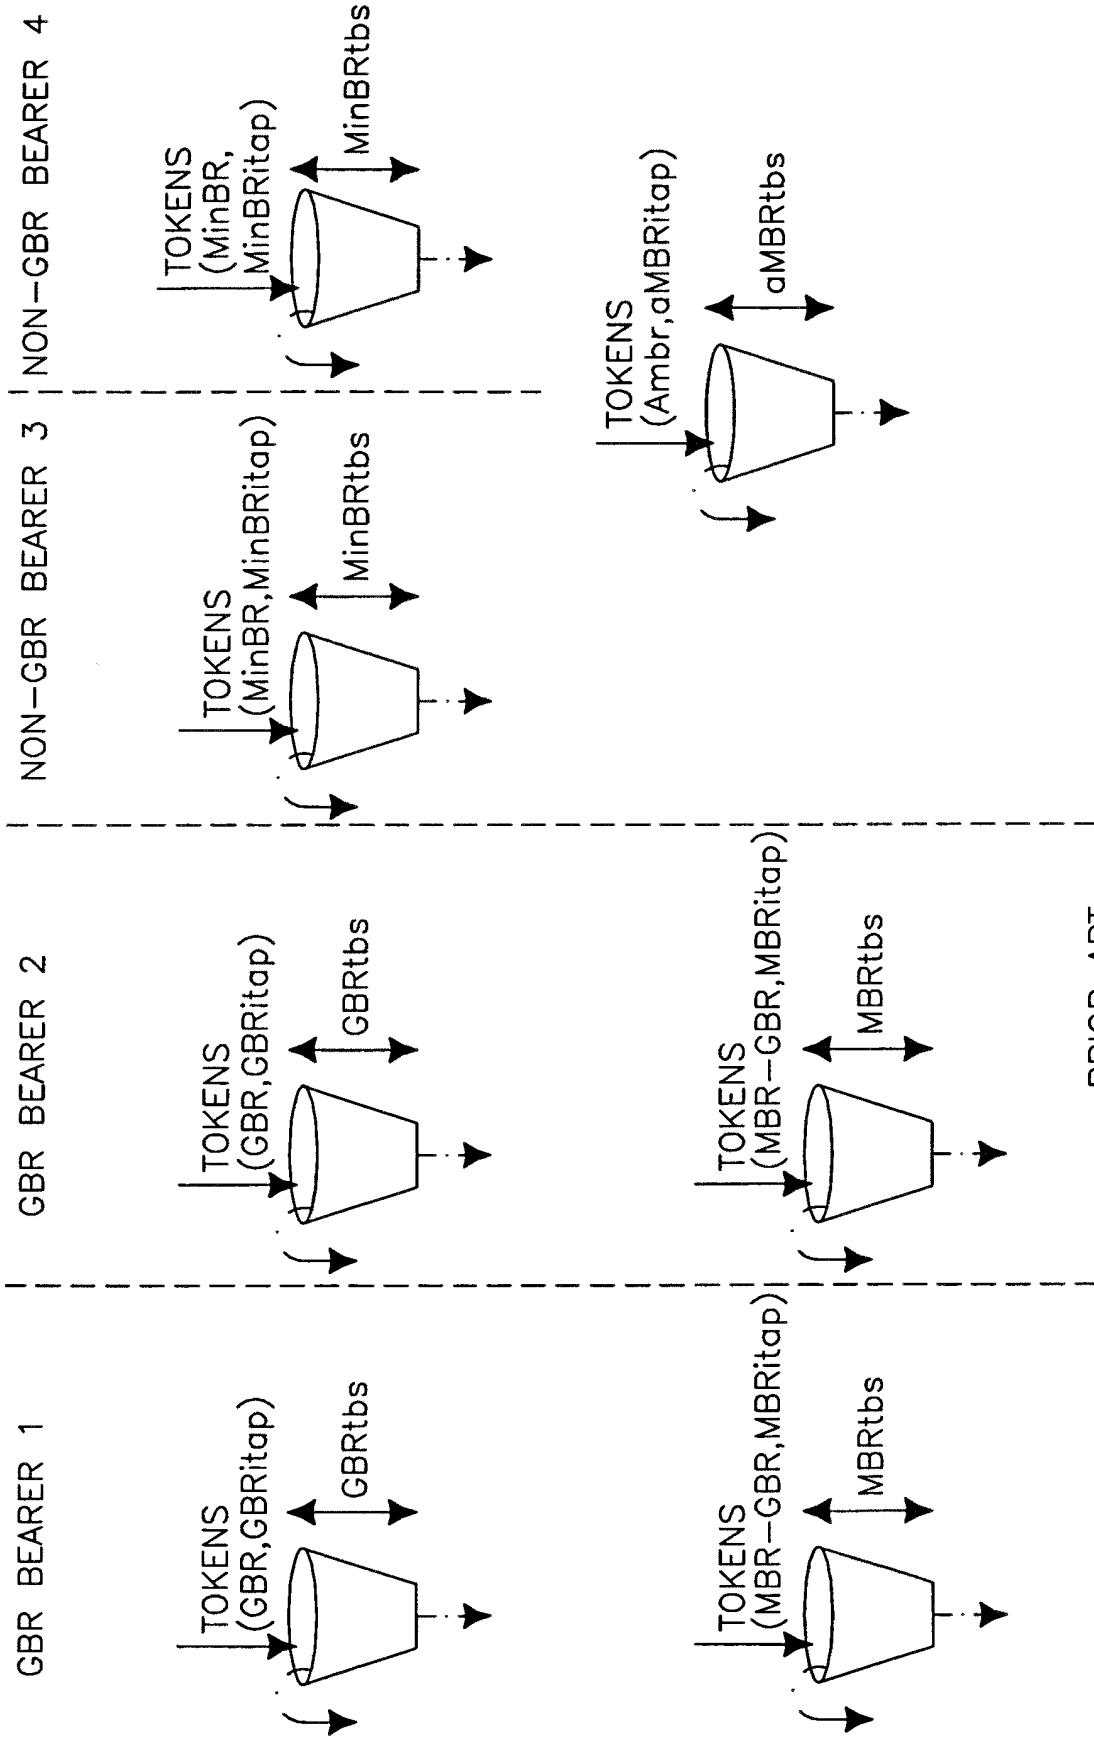 GBR BEARER 1
TOKENS
(GBR,GBRitap)
GBRtbs
TOKENS
(MBR-GBR,MBRitap)
MBRtbs
GBR BEARER 2
TOKENS
(GBR,GBRitap)
GBRtbs
TOKENS
(MBR-GBR,MBRitap)
MBRtbs
NON-GBR BEARER 3
TOKENS
(MinBR,MinBRitap)
MinBRtbs
NON-GBR BEARER 4
TOKENS
(MinBR,
MinBRitap)
MinBRtbs
TOKENS
(Ambr,aMBRitap)
aMBRtbs
PRIOR ART